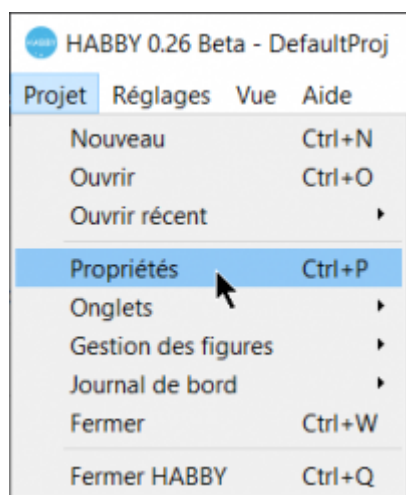 HABBY 0.26 Beta - DefaultProj
Projet Réglages Vue Aide
Nouveau Ctrl+N
Ouvrir Ctrl+O
Ouvrir récent
Propriétés Ctrl+P
Onglets
Gestion des figures
Journal de bord
Fermer Ctrl+W
Fermer HABBY Ctrl+Q